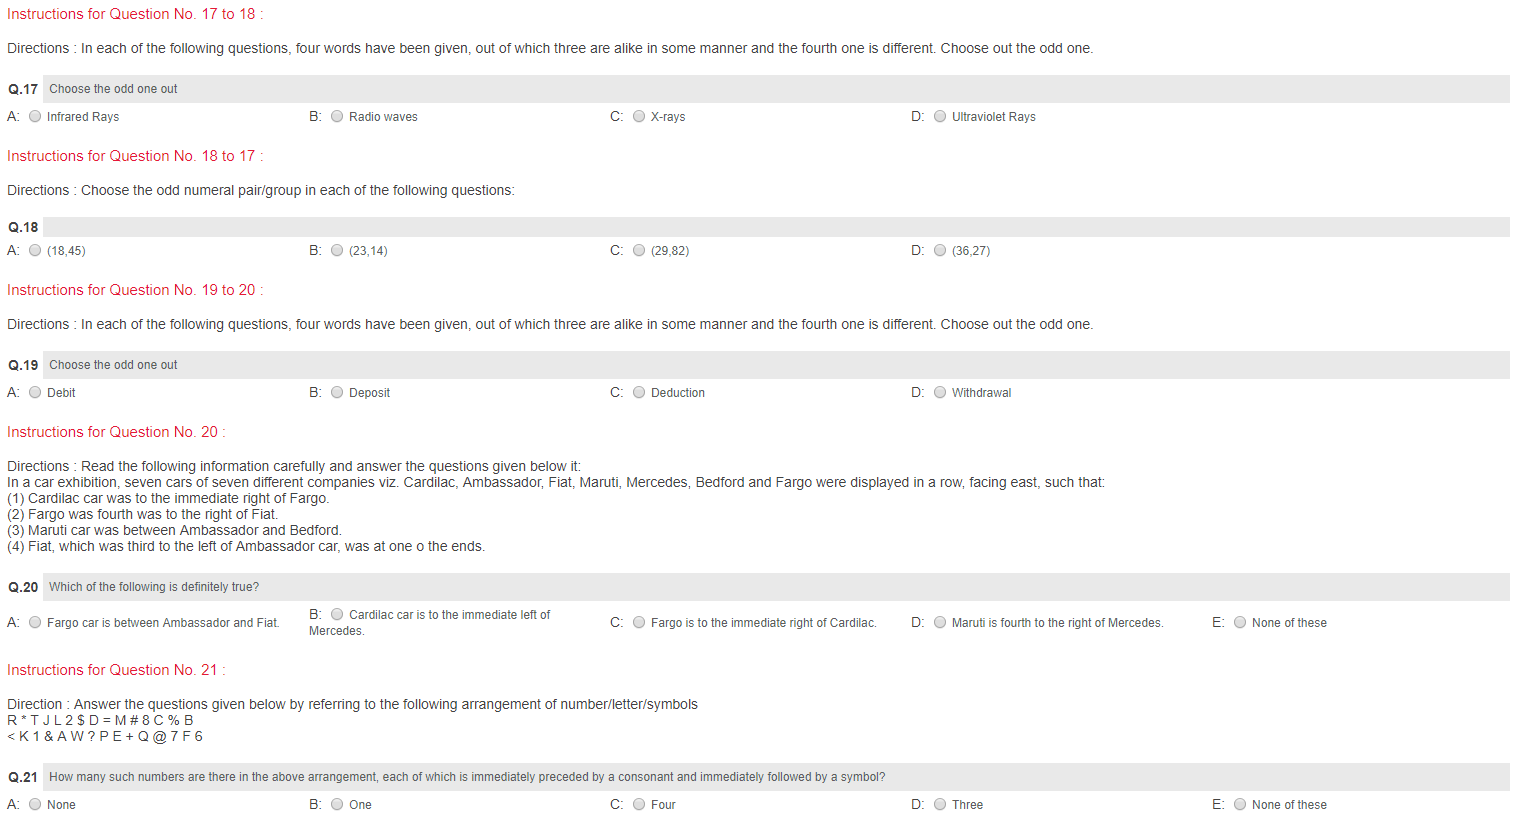 Instructions for Question No. 17 to 18 :
Directions : In each of the following questions, four words have been given, out of which three are alike in some manner and the fourth one is different. Choose out the odd one.
Q.17 Choose the odd one out
A: Infrared Rays B: Radio waves C: X-rays D: Ultraviolet Rays
Instructions for Question No. 18 to 17 :
Directions : Choose the odd numeral pair/group in each of the following questions:
Q.18
A: (18,45) B: (23,14) C: (29,82) D: (36,27)
Instructions for Question No. 19 to 20 :
Directions : In each of the following questions, four words have been given, out of which three are alike in some manner and the fourth one is different. Choose out the odd one.
Q.19 Choose the odd one out
A: Debit B: Deposit C: Deduction D: Withdrawal
Instructions for Question No. 20 :
Directions : Read the following information carefully and answer the questions given below it:
In a car exhibition, seven cars of seven different companies viz. Cardilac, Ambassador, Fiat, Maruti, Mercedes, Bedford and Fargo were displayed in a row, facing east, such that:
(1) Cardilac car was to the immediate right of Fargo.
(2) Fargo was fourth was to the right of Fiat.
(3) Maruti car was between Ambassador and Bedford.
(4) Fiat, which was third to the left of Ambassador car, was at one o the ends.
Q.20 Which of the following is definitely true?
A: Fargo car is between Ambassador and Fiat. B: Cardilac car is to the immediate left of
Mercedes. C: Fargo is to the immediate right of Cardilac. D: Maruti is fourth to the right of Mercedes. E: None of these
Instructions for Question No. 21 :
Direction : Answer the questions given below by referring to the following arrangement of number/letter/symbols
R * T J L 2 $ D = M # 8 C % B
< K 1 & A W ? P E + Q @ 7 F 6
Q.21 How many such numbers are there in the above arrangement, each of which is immediately preceded by a consonant and immediately followed by a symbol?
A: None B: One C: Four D: Three E: None of these